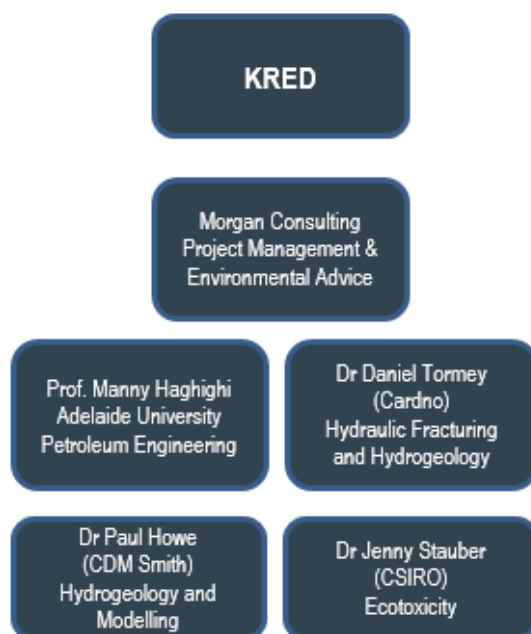 KRED
Morgan Consulting
Project Management &
Environmental Advice
Prof. Manny Haghighi
Adelaide University
Petroleum Engineering
Dr Daniel Tormey
(Cardno)
Hydraulic Fracturing
and Hydrogeology
Dr Paul Howe
(CDM Smith)
Hydrogeology and
Modelling
Dr Jenny Stauber
(CSIRO)
Ecotoxicity